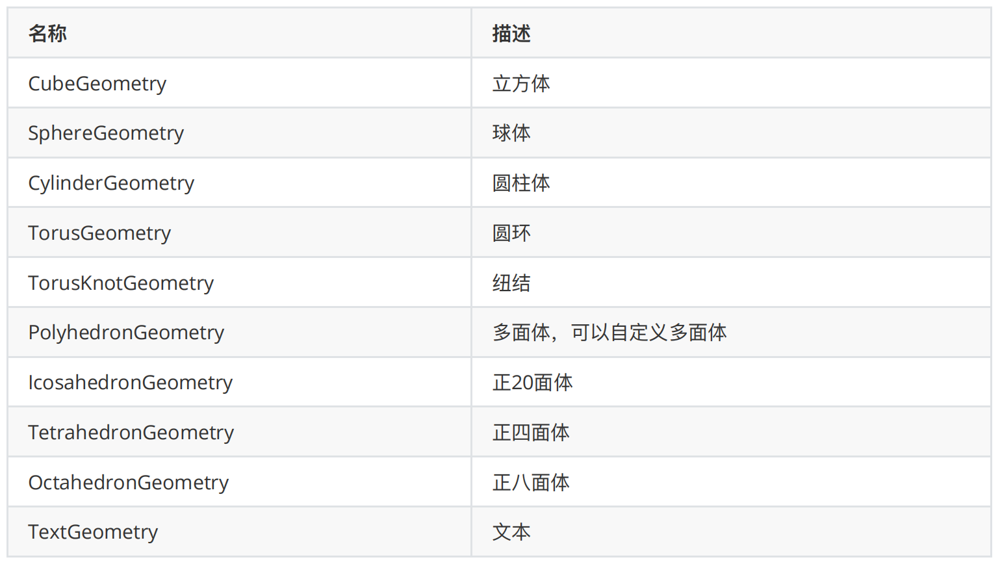 名称 描述
CubeGeometry 立方体
SphereGeometry 球体
CylinderGeometry 圆柱体
TorusGeometry 圆环
TorusKnotGeometry 纽结
PolyhedronGeometry 多面体，可以自定义多面体
IcosahedronGeometry 正20面体
TetrahedronGeometry 正四面体
OctahedronGeometry 正八面体
TextGeometry 文本